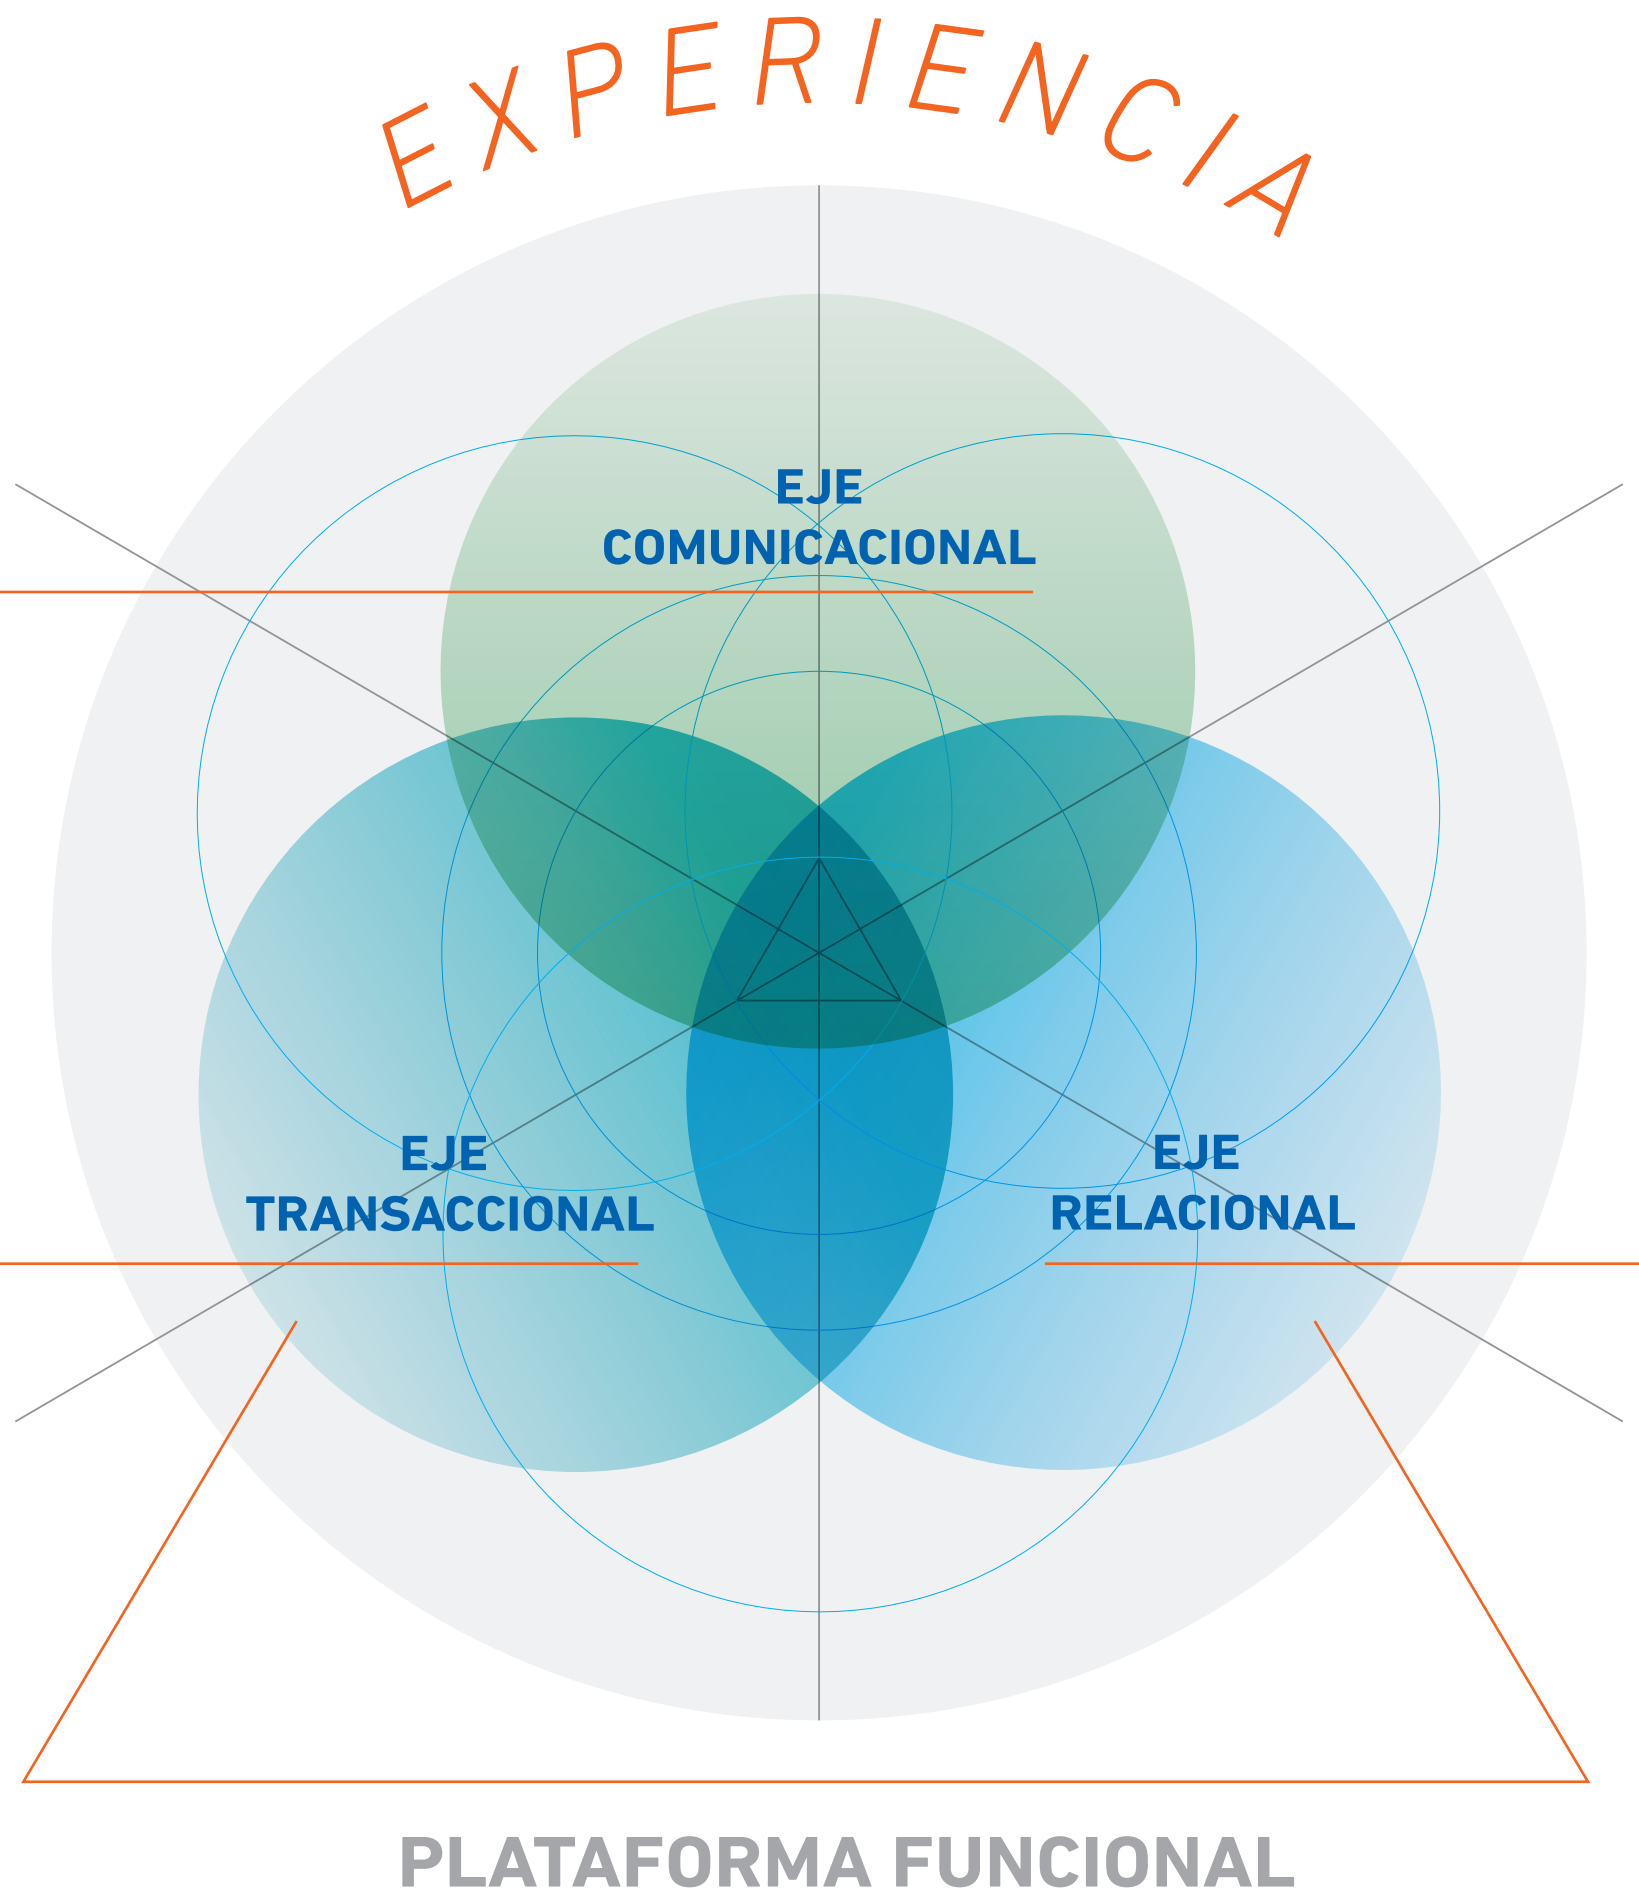 EXPERIENCIA
EJE
COMUNICACIONAL
EJE
TRANSACCIONAL
EJE
RELACIONAL
PLATAFORMA FUNCIONAL